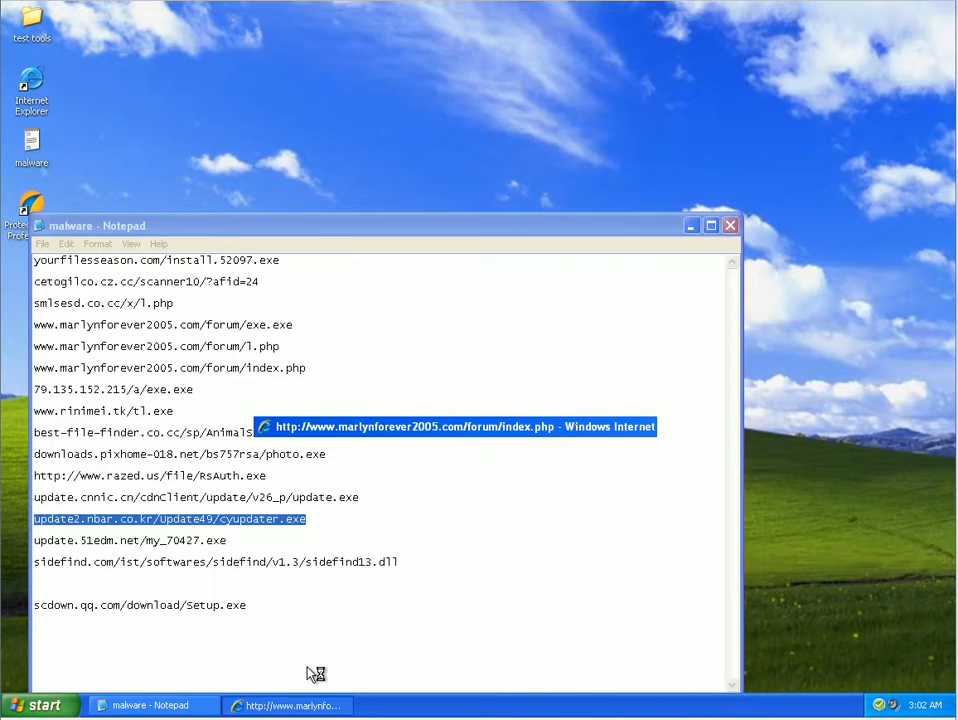 test tools
Internet
Explorer
malware
malware - Notepad
File Edit Format View Help
yourfilesseason.com/install.52097.exe
cetogilco.cz.cc/scanner10/?afid=24
smlsesd.co.cc/x/l.php
www.marlynforever2005.com/forum/exe.exe
www.marlynforever2005.com/forum/l.php
www.marlynforever2005.com/forum/index.php
79.135.152.215/a/exe.exe
www.rinimei.tk/tl.exe
http://www.marlynforever2005.com/forum/index.php - Windows Internet
best-file-finder.co.cc/sp/AnimalS
downloads.pixhome-018.net/bs757rsa/photo.exe
http://www.razed.us/file/RsAuth.exe
update.cnnic.cn/cdnClient/update/v26_p/update.exe
update2.nbar.co.kr/Update49/cyupdater.exe
update.51edm.net/my_70427.exe
sidefind.com/ist/softwares/sidefind/v1.3/sidefind13.dll
scdown.qq.com/download/Setup.exe
start malware - Notepad http://www.marlynfo... 3:02 AM